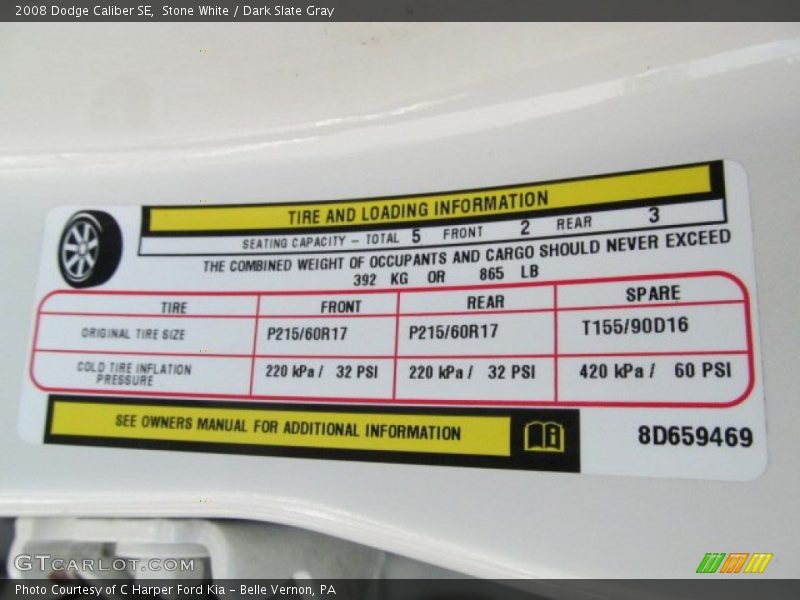 2008 Dodge Caliber SE, Stone White / Dark Slate Gray
TIRE AND LOADING INFORMATION
SEATING CAPACITY – TOTAL 5 FRONT 2 REAR 3
THE COMBINED WEIGHT OF OCCUPANTS AND CARGO SHOULD NEVER EXCEED
392 KG OR 865 LB
TIRE FRONT REAR SPARE
ORIGINAL TIRE SIZE P215/60R17 P215/60R17 T155/90D16
COLD TIRE INFLATION
PRESSURE 220 kPa / 32 PSI 220 kPa / 32 PSI 420 kPa / 60 PSI
SEE OWNERS MANUAL FOR ADDITIONAL INFORMATION
8D659469
GTCARLOT.COM
Photo Courtesy of C Harper Ford Kia – Belle Vernon, PA